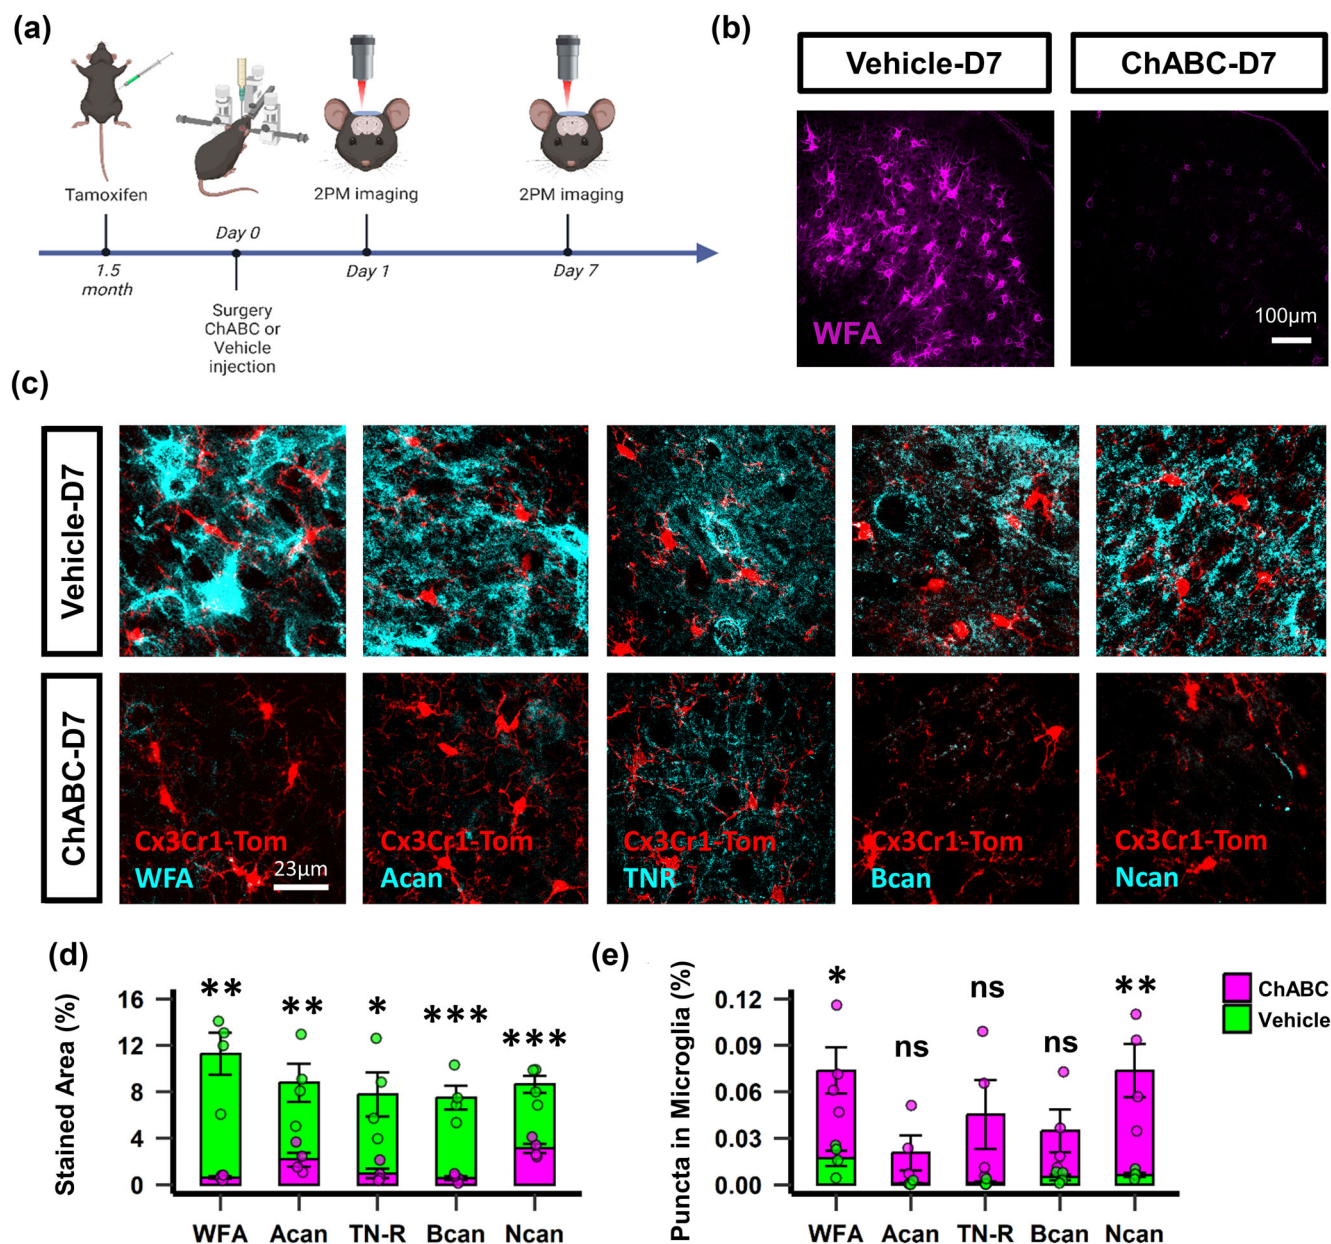 (a)
Tamoxifen
2PM imaging
2PM imaging
Day 0
1.5
month
Day 1
Day 7
Surgery
ChABC or
Vehicle
injection
(b)
Vehicle-D7
ChABC-D7
WFA
100µm
(c)
Vehicle-D7
ChABC-D7
Cx3Cr1-Tom
WFA
23µm
Cx3Cr1-Tom
Acan
Cx3Cr1-Tom
TNR
Cx3Cr1-Tom
Bcan
Cx3Cr1-Tom
Ncan
(d)
Stained Area (%)
16
12
8
4
0
**
**
*
***
***
WFA
Acan
TN-R
Bcan
Ncan
(e)
Puncta in Microglia (%)
0.12
0.09
0.06
0.03
0.00
*
ns
ns
ns
**
WFA
Acan
TN-R
Bcan
Ncan
ChABC
Vehicle